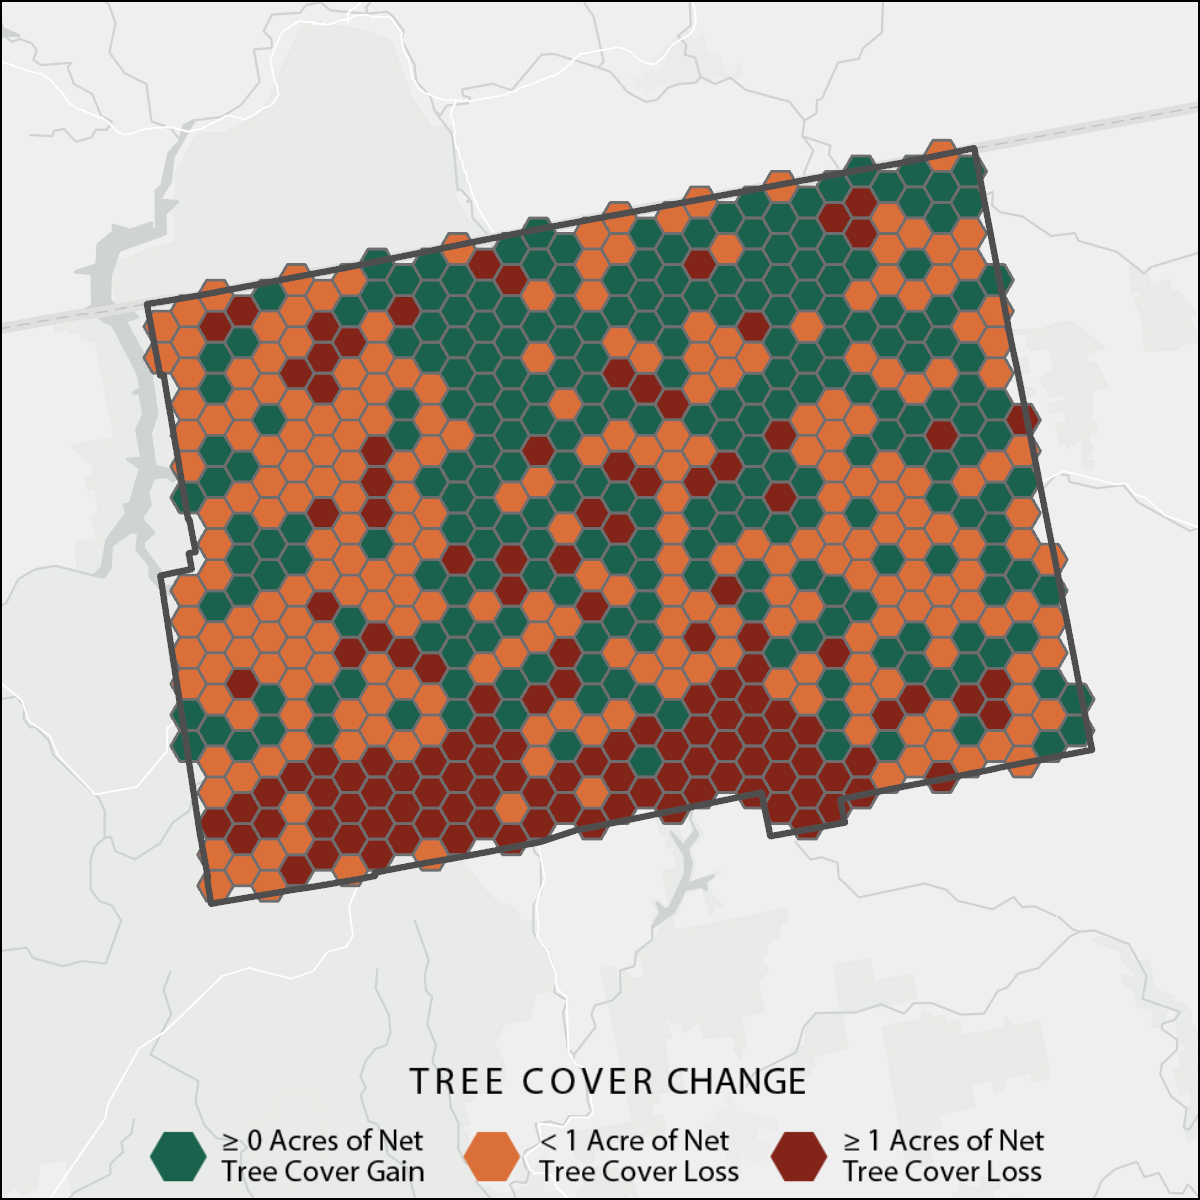 TREE COVER CHANGE
≥ 0 Acres of Net
Tree Cover Gain
< 1 Acre of Net
Tree Cover Loss
≥ 1 Acres of Net
Tree Cover Loss